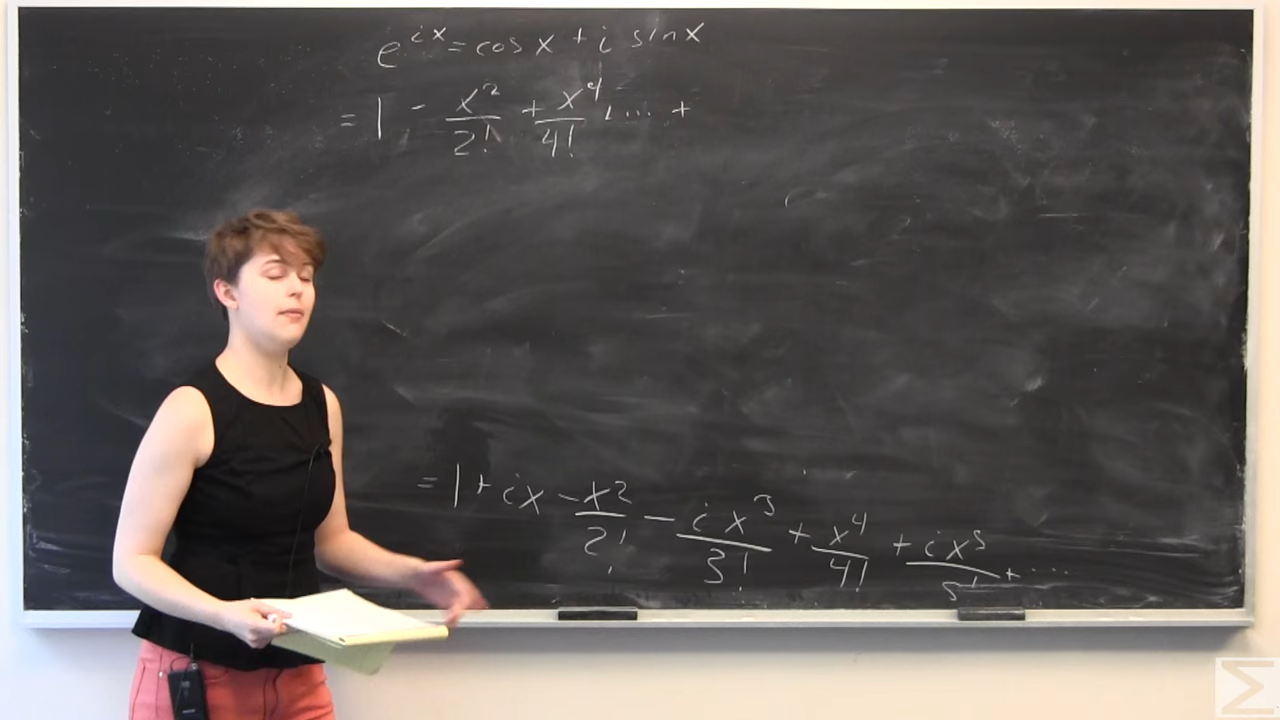 e^{ix} = cos x + i sin x
= 1 - x²/2! + x⁴/4! + ... +
= 1 + ix - x²/2! - ix³/3! + x⁴/4! + ix⁵/5! + ...
Σ